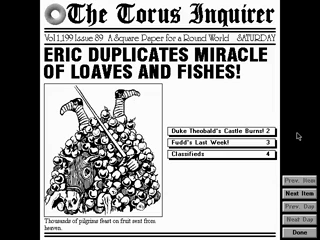 The Torus Inquirer
Vol 1,199 Issue 89 A Square Paper for a Round World SATURDAY
ERIC DUPLICATES MIRACLE
OF LOAVES AND FISHES!
Duke Theobald's Castle Burns! 2
Fudd's Last Week! 3
Classifieds 4
Thousands of pilgrims feast on fruit sent from
heaven.
Prev. Item
Next Item
Prev. Day
Next Day
Done